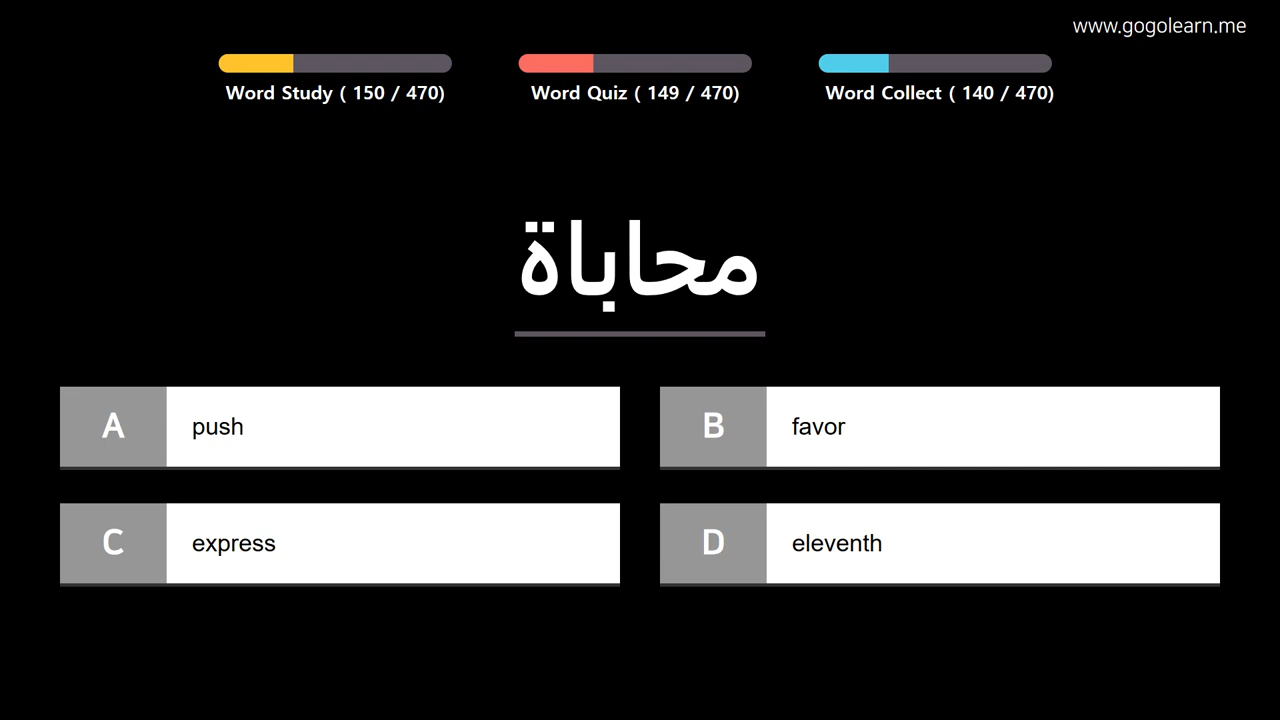 www.gogolearn.me
Word Study ( 150 / 470)
Word Quiz ( 149 / 470)
Word Collect ( 140 / 470)
محاباة
A push
B favor
C express
D eleventh